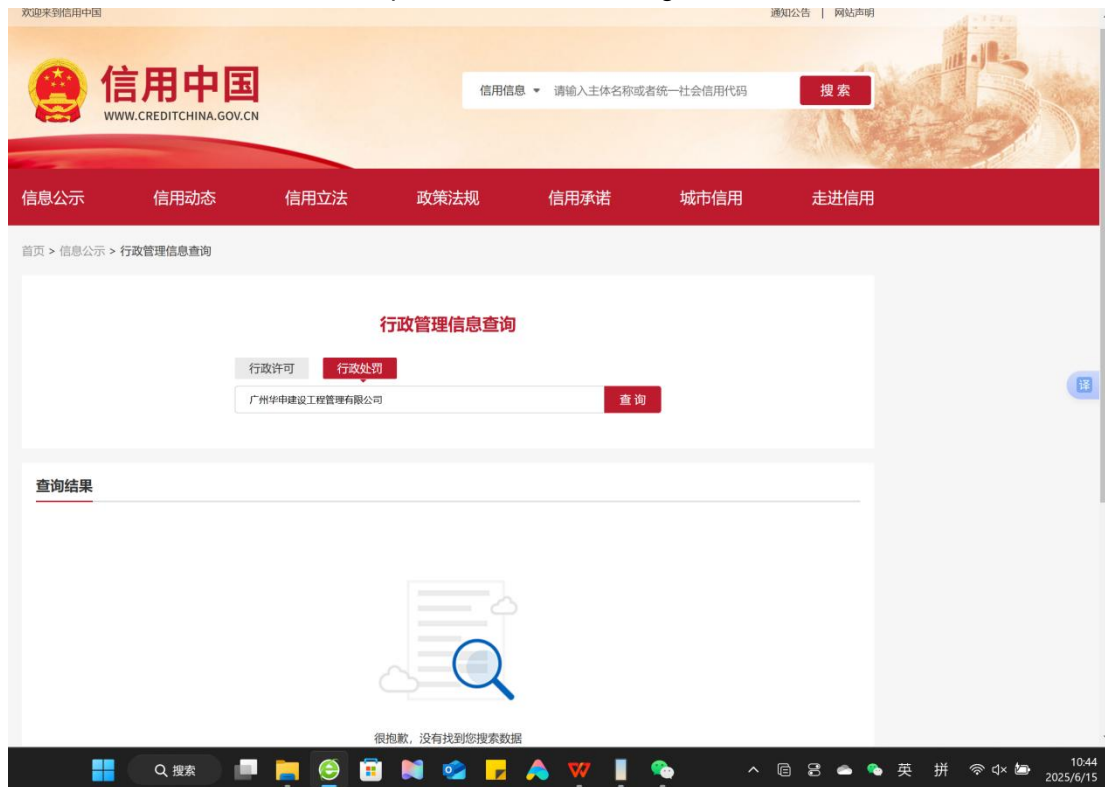 欢迎来到信用中国 通知公告 | 网站声明
信用中国
WWW.CREDITCHINA.GOV.CN
信用信息 请输入主体名称或者统一社会信用代码 搜索
信息公示 信用动态 信用立法 政策法规 信用承诺 城市信用 走进信用
首页 > 信息公示 > 行政管理信息查询
行政管理信息查询
行政许可 行政处罚
广州华申建设工程管理有限公司 查询
译
查询结果
很抱歉，没有找到您搜索数据
搜索 英 拼 10:44
2025/6/15